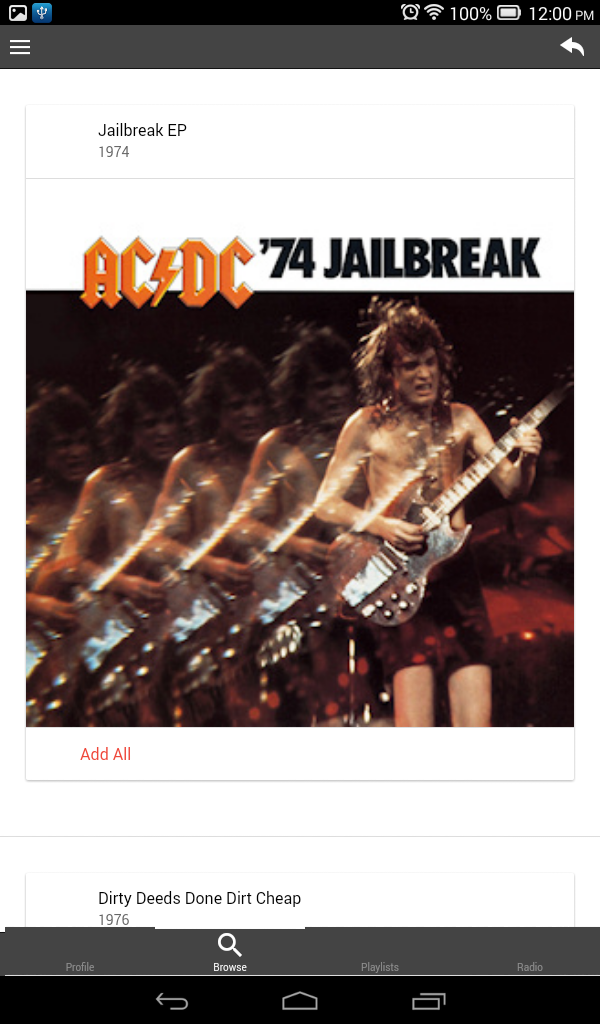 100% 12:00 PM
Jailbreak EP
1974
AC DC '74 JAILBREAK
Add All
Dirty Deeds Done Dirt Cheap
1976
Profile Browse Playlists Radio